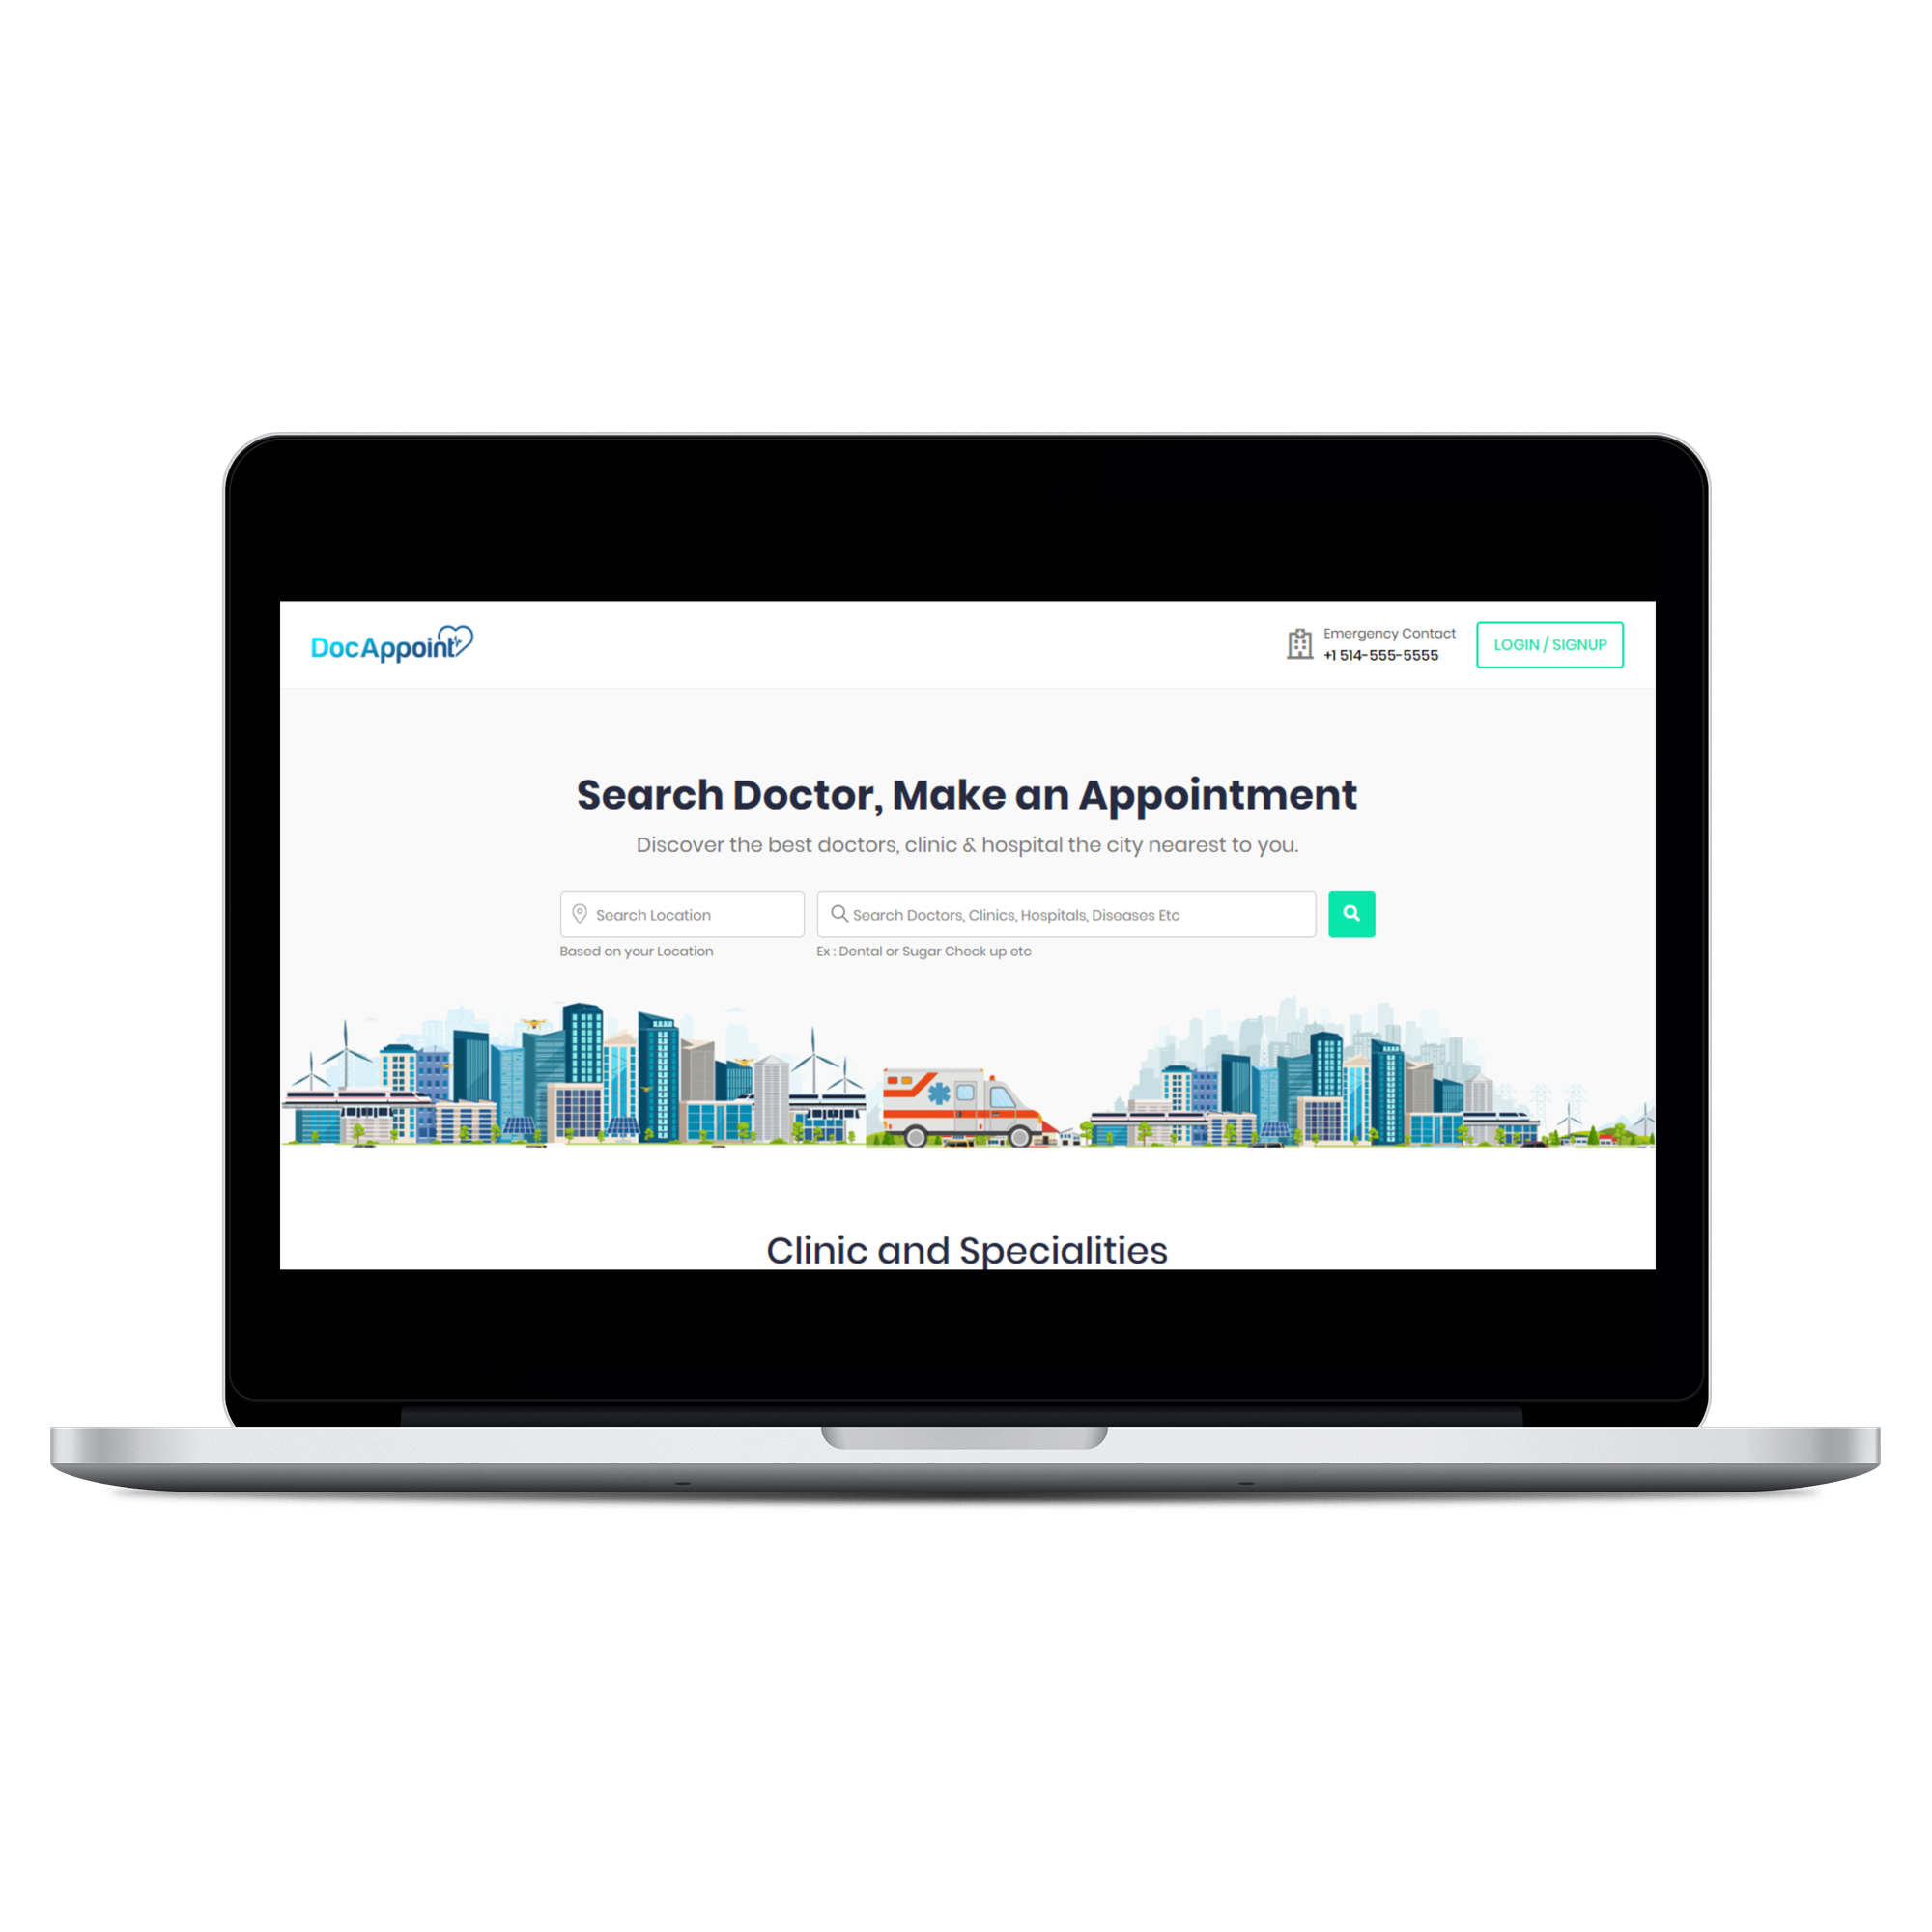 DocAppoint
Emergency Contact
+1 514-555-5555
LOGIN / SIGNUP
Search Doctor, Make an Appointment
Discover the best doctors, clinic & hospital the city nearest to you.
Search Location
Search Doctors, Clinics, Hospitals, Diseases Etc
Based on your Location
Ex : Dental or Sugar Check up etc
Clinic and Specialities